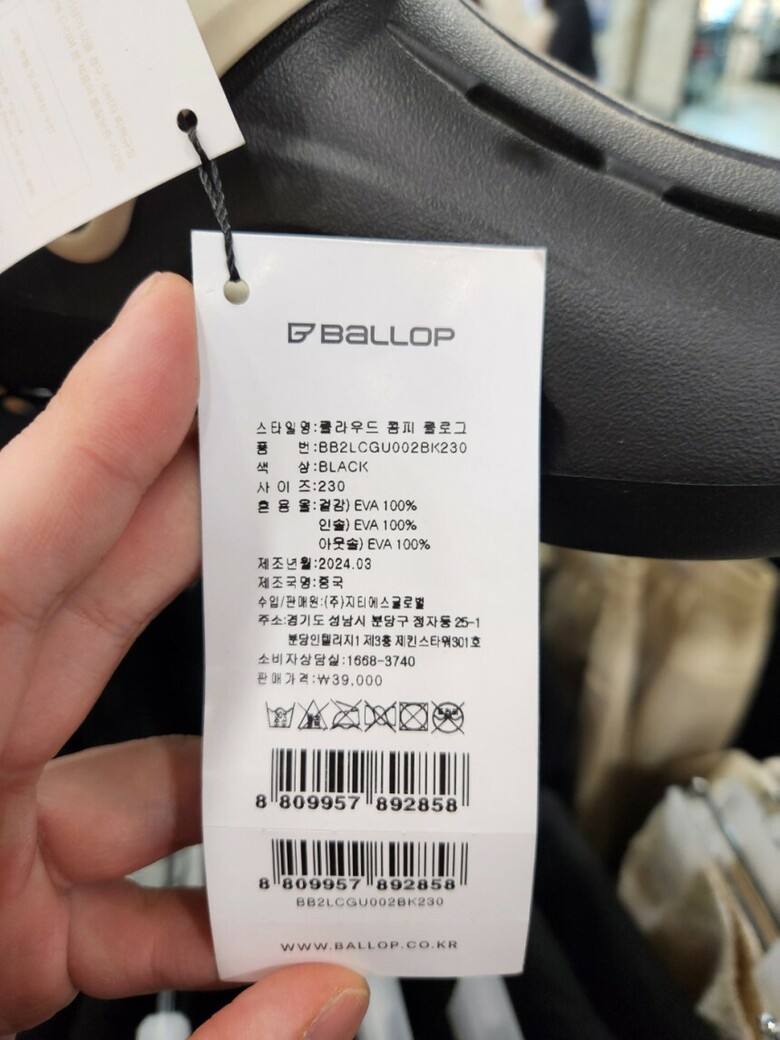 BALLOP
스타일명:클라우드 콤피 클로그
품 번:BB2LCGU002BK230
색 상:BLACK
사 이 즈:230
혼 용 율:겉감) EVA 100%
인솔) EVA 100%
아웃솔) EVA 100%
제조년월:2024.03
제조국명:중국
수입/판매원:(주)지티에스글로벌
주소:경기도 성남시 분당구 정자동 25-1
분당인텔리지1 제3층 제킨스타워301호
소비자상담실:1668-3740
판매가격:₩39,000
8 809957 892858
8 809957 892858
BB2LCGU002BK230
WWW.BALLOP.CO.KR